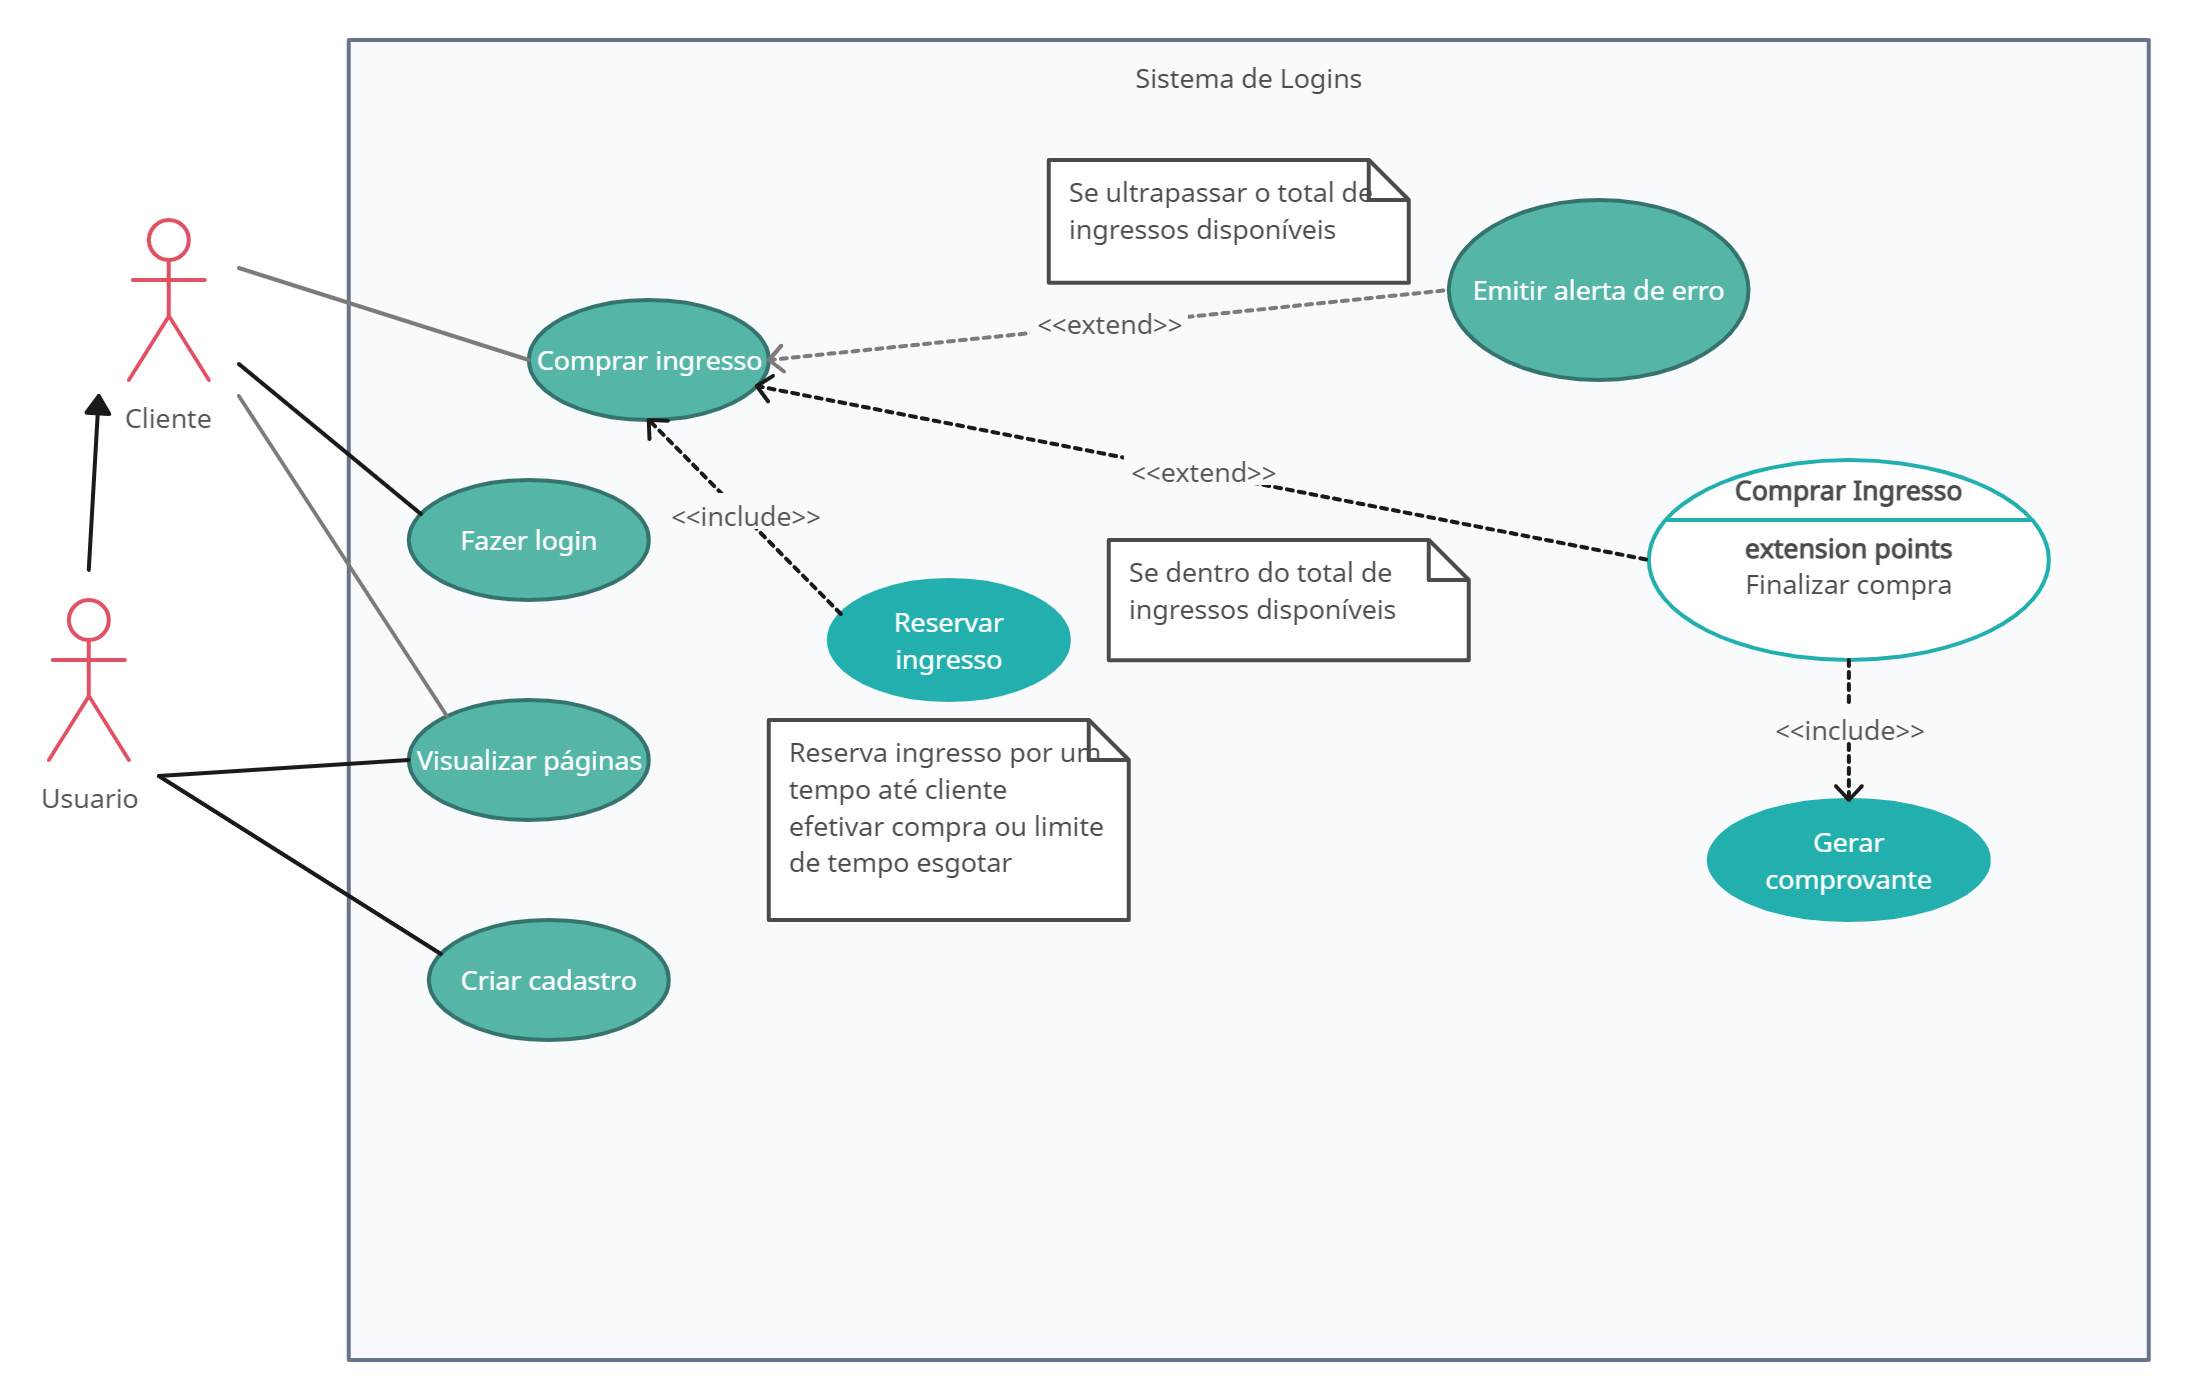 Sistema de Logins
Se ultrapassar o total de
ingressos disponíveis
Emitir alerta de erro
<<extend>>
Comprar ingresso
Cliente
<<extend>>
Comprar Ingresso
extension points
Finalizar compra
<<include>>
Fazer login
Se dentro do total de
ingressos disponíveis
Reservar
ingresso
<<include>>
Usuario
Visualizar páginas
Reserva ingresso por um
tempo até cliente
efetivar compra ou limite
de tempo esgotar
Gerar
comprovante
Criar cadastro